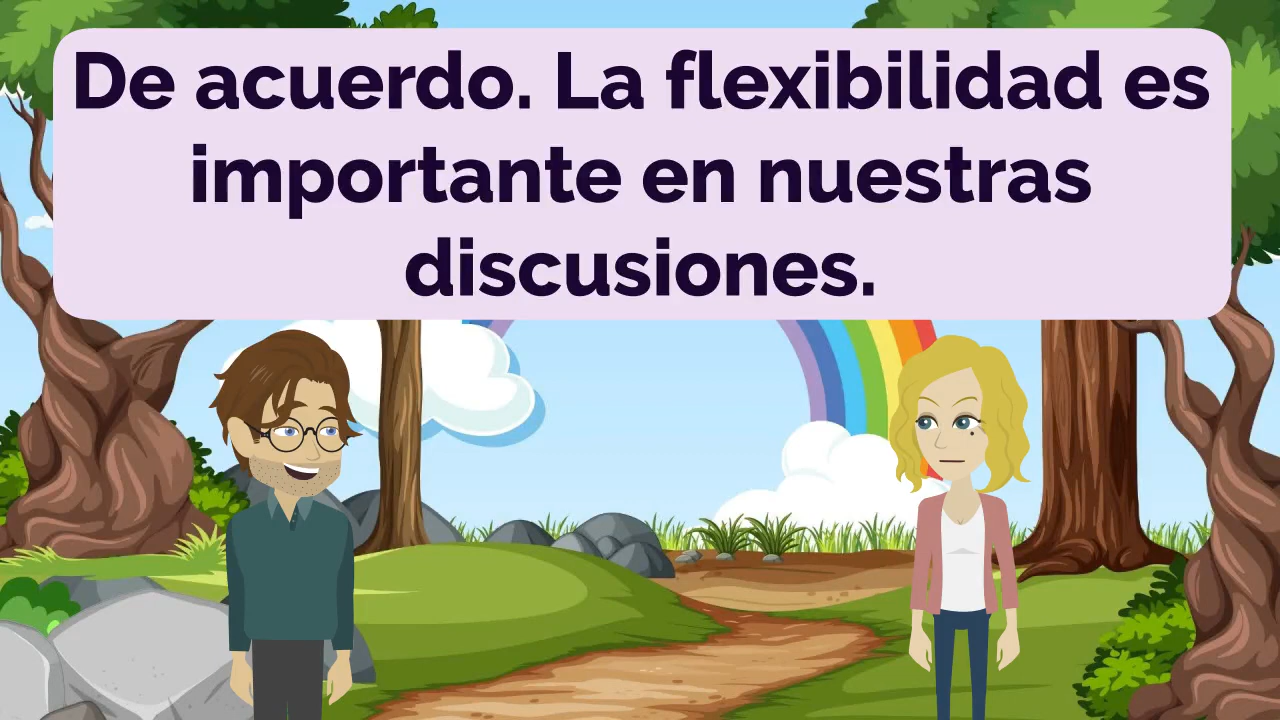 De acuerdo. La flexibilidad es
importante en nuestras
discusiones.